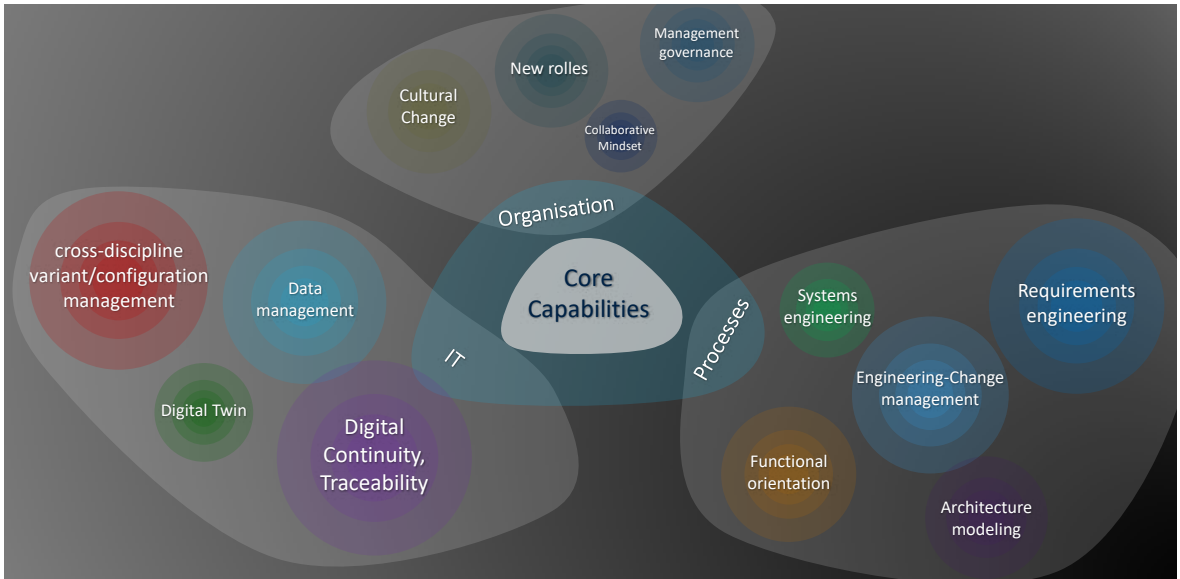 Management
governance
New rolles
Cultural
Change
Collaborative
Mindset
Organisation
Core
Capabilities
IT
Processes
cross-discipline
variant/configuration
management
Data
management
Digital Twin
Digital
Continuity,
Traceability
Systems
engineering
Requirements
engineering
Engineering-Change
management
Functional
orientation
Architecture
modeling